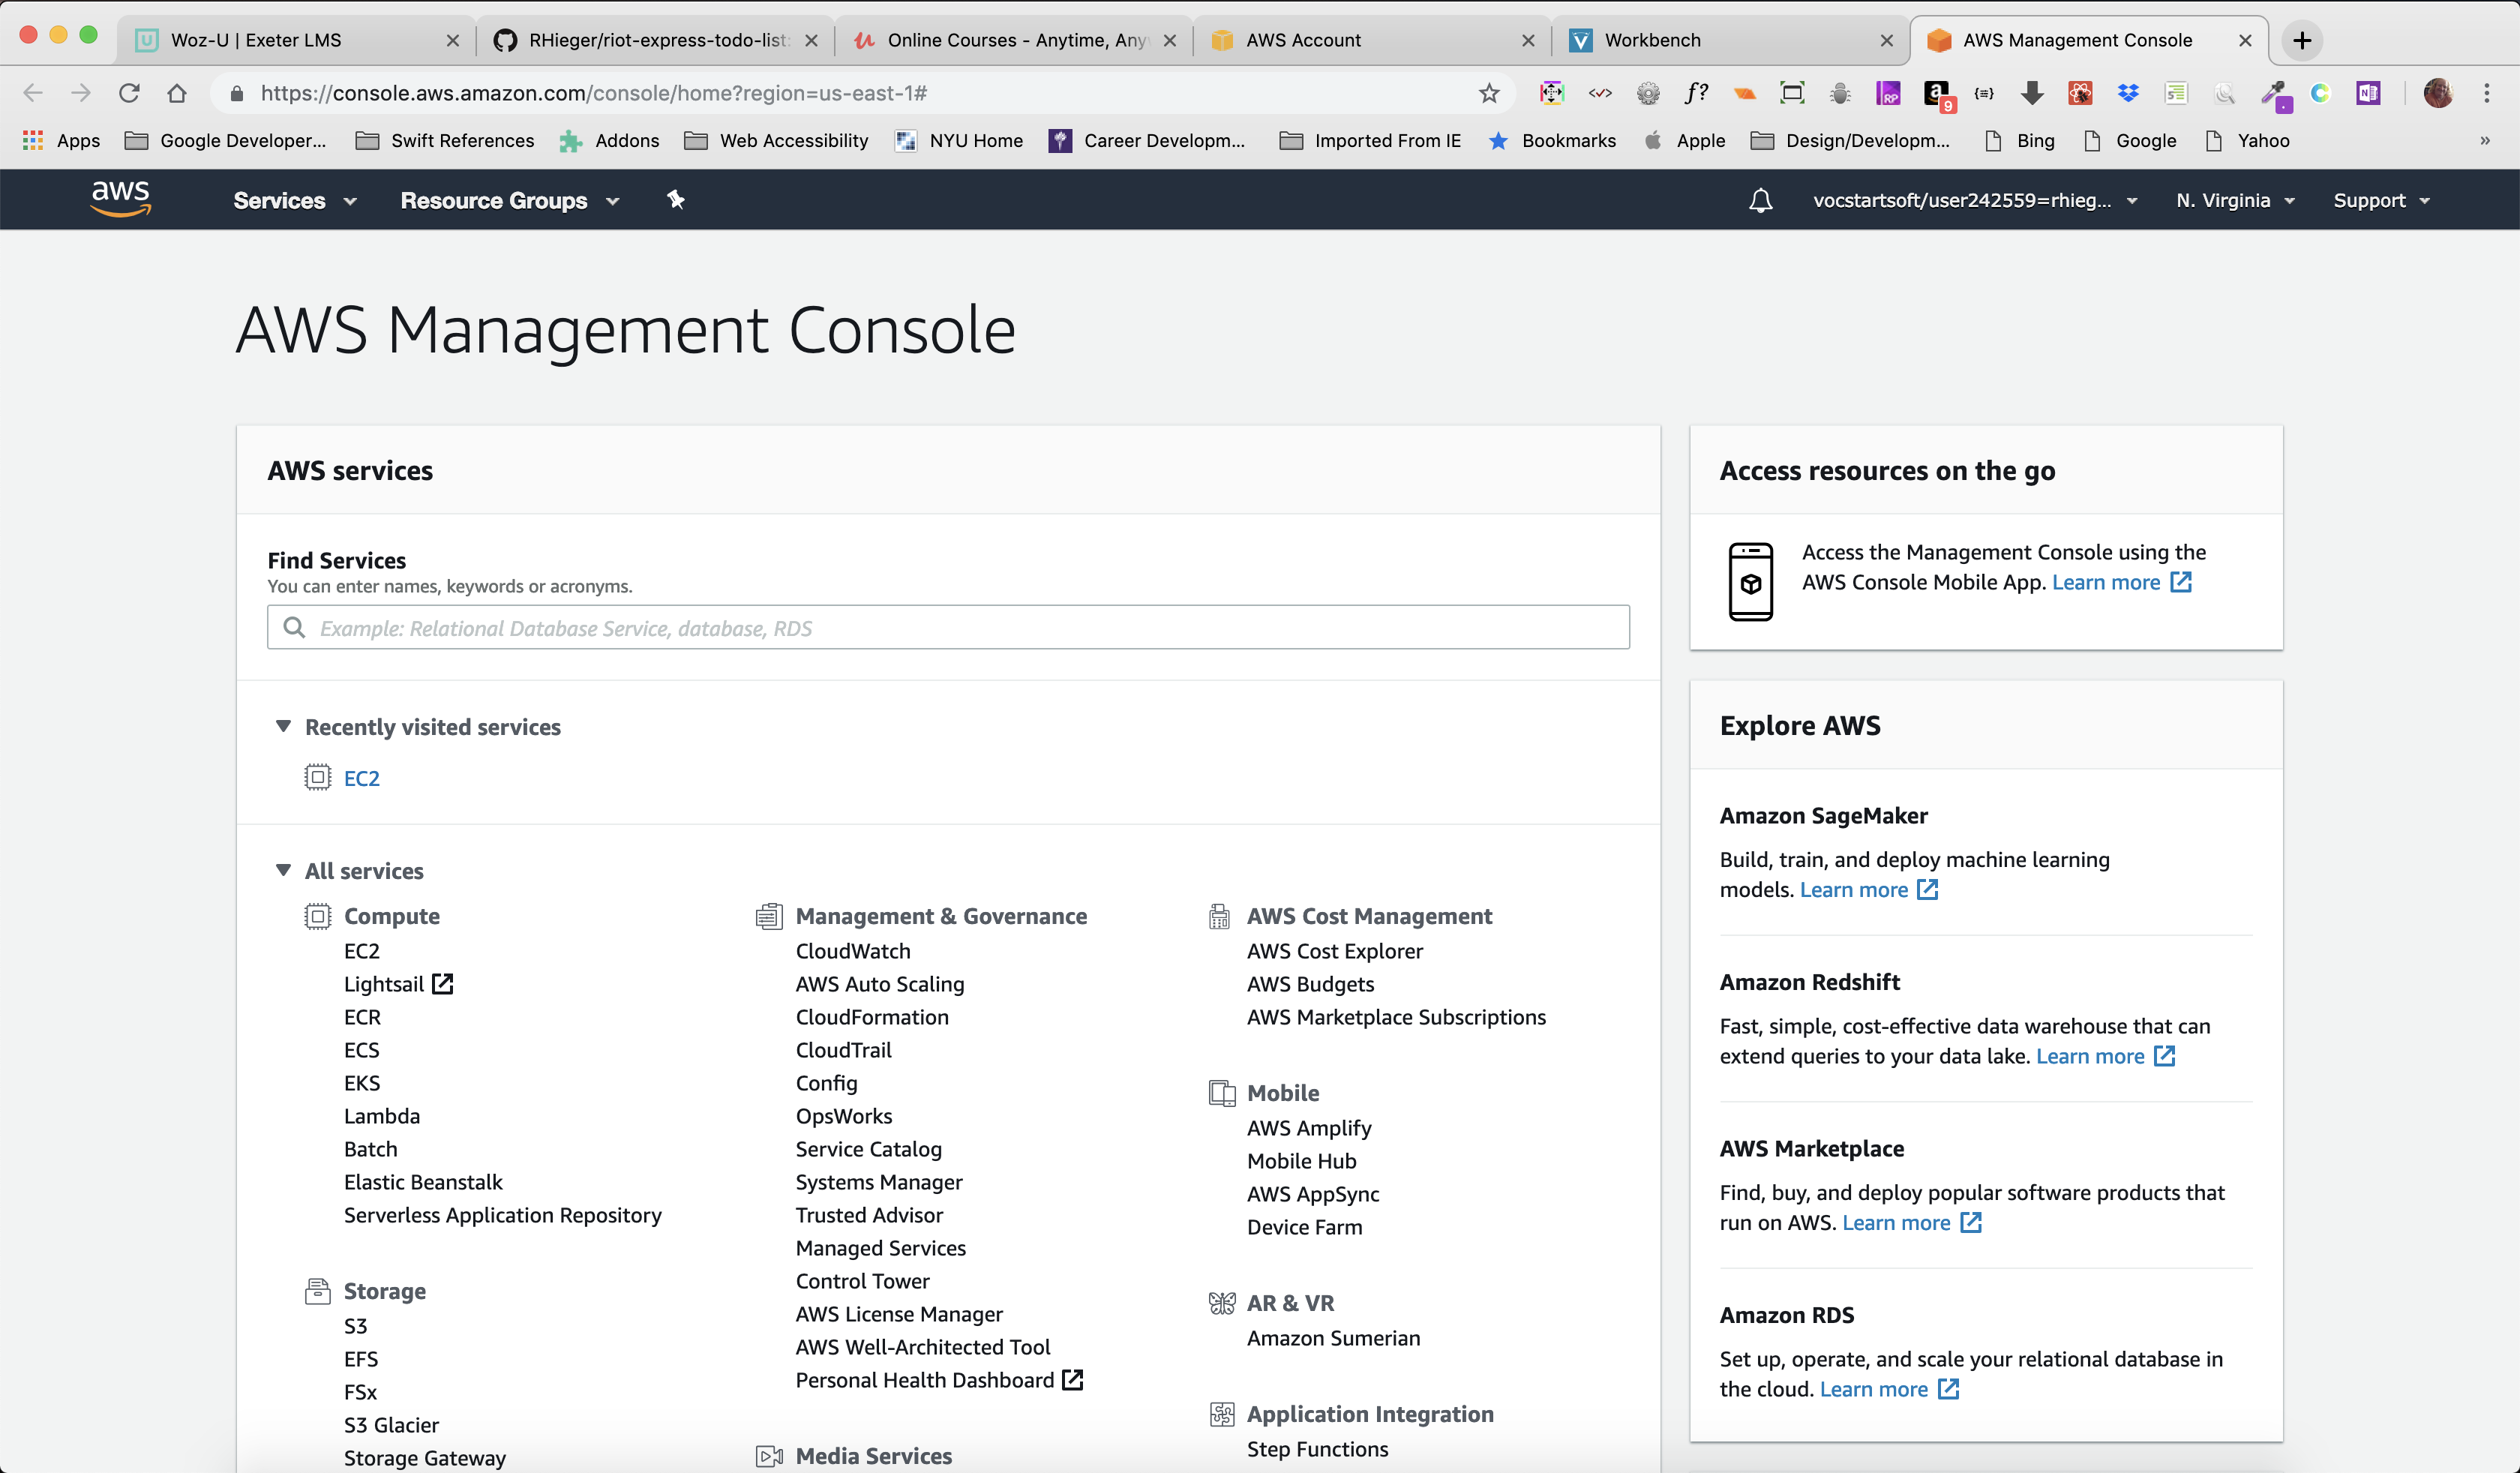 Woz-U | Exeter LMS
RHieger/riot-express-todo-list:
Online Courses - Anytime, Any
AWS Account
Workbench
AWS Management Console
https://console.aws.amazon.com/console/home?region=us-east-1#
f?
RP
a
9
Apps
Google Developer...
Swift References
Addons
Web Accessibility
NYU Home
Career Developm...
Imported From IE
Bookmarks
Apple
Design/Developm...
Bing
Google
Yahoo
»
aws
Services
Resource Groups
vocstartsoft/user242559=rhieg...
N. Virginia
Support
AWS Management Console
AWS services
Find Services
You can enter names, keywords or acronyms.
Example: Relational Database Service, database, RDS
Recently visited services
EC2
All services
Compute
EC2
Lightsail
ECR
ECS
EKS
Lambda
Batch
Elastic Beanstalk
Serverless Application Repository
Storage
S3
EFS
FSx
S3 Glacier
Storage Gateway
Management & Governance
CloudWatch
AWS Auto Scaling
CloudFormation
CloudTrail
Config
OpsWorks
Service Catalog
Systems Manager
Trusted Advisor
Managed Services
Control Tower
AWS License Manager
AWS Well-Architected Tool
Personal Health Dashboard
Media Services
AWS Cost Management
AWS Cost Explorer
AWS Budgets
AWS Marketplace Subscriptions
Mobile
AWS Amplify
Mobile Hub
AWS AppSync
Device Farm
AR & VR
Amazon Sumerian
Application Integration
Step Functions
Access resources on the go
Access the Management Console using the
AWS Console Mobile App. Learn more
Explore AWS
Amazon SageMaker
Build, train, and deploy machine learning
models. Learn more
Amazon Redshift
Fast, simple, cost-effective data warehouse that can
extend queries to your data lake. Learn more
AWS Marketplace
Find, buy, and deploy popular software products that
run on AWS. Learn more
Amazon RDS
Set up, operate, and scale your relational database in
the cloud. Learn more